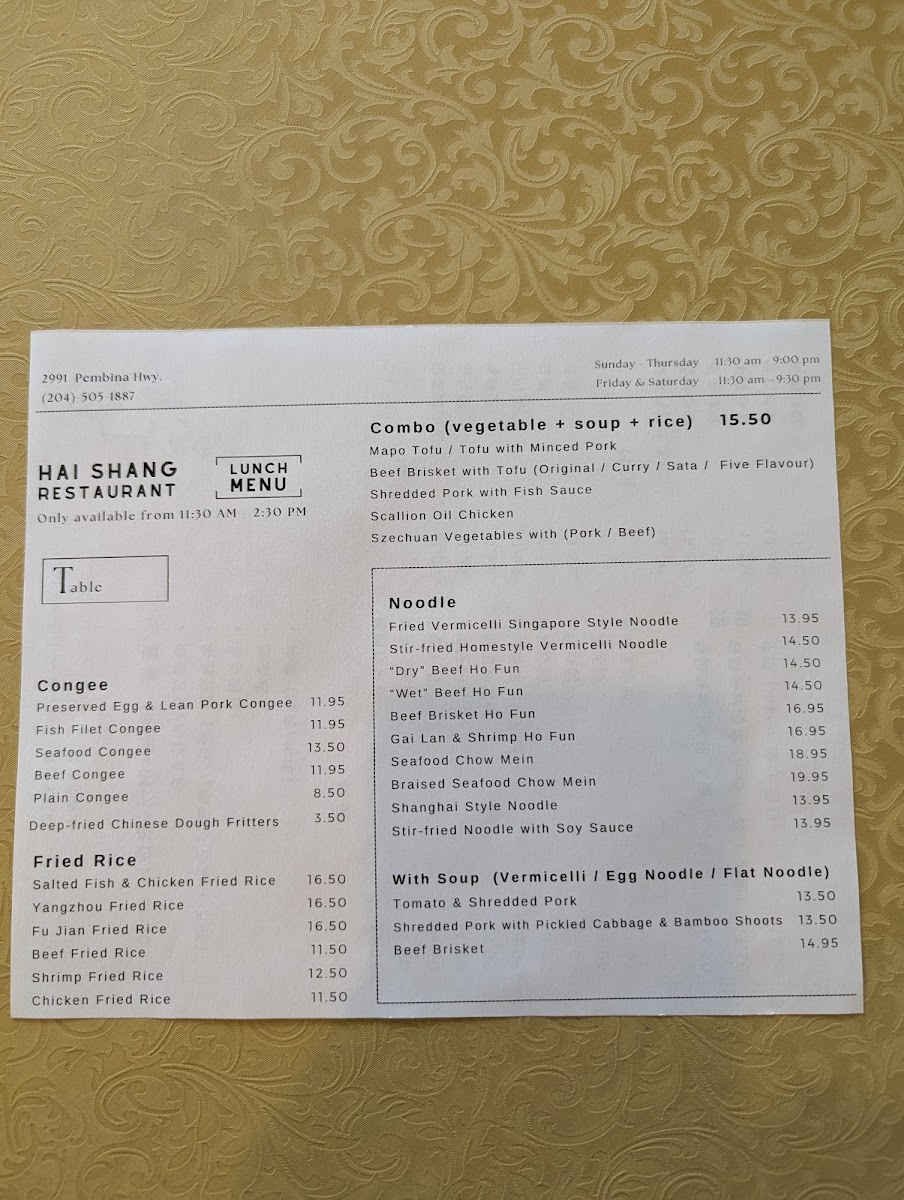 2991 Pembina Hwy.
(204)-505-1887
Sunday - Thursday 11:30 am - 9:00 pm
Friday & Saturday 11:30 am - 9:30 pm
HAI SHANG
RESTAURANT
LUNCH
MENU
Only available from 11:30 AM - 2:30 PM
Table
Congee
Preserved Egg & Lean Pork Congee 11.95
Fish Filet Congee 11.95
Seafood Congee 13.50
Beef Congee 11.95
Plain Congee 8.50
Deep-fried Chinese Dough Fritters 3.50
Fried Rice
Salted Fish & Chicken Fried Rice 16.50
Yangzhou Fried Rice 16.50
Fu Jian Fried Rice 16.50
Beef Fried Rice 11.50
Shrimp Fried Rice 12.50
Chicken Fried Rice 11.50
Combo (vegetable + soup + rice) 15.50
Mapo Tofu / Tofu with Minced Pork
Beef Brisket with Tofu (Original / Curry / Sata / Five Flavour)
Shredded Pork with Fish Sauce
Scallion Oil Chicken
Szechuan Vegetables with (Pork / Beef)
Noodle
Fried Vermicelli Singapore Style Noodle 13.95
Stir-fried Homestyle Vermicelli Noodle 14.50
“Dry” Beef Ho Fun 14.50
“Wet” Beef Ho Fun 14.50
Beef Brisket Ho Fun 16.95
Gai Lan & Shrimp Ho Fun 16.95
Seafood Chow Mein 18.95
Braised Seafood Chow Mein 19.95
Shanghai Style Noodle 13.95
Stir-fried Noodle with Soy Sauce 13.95
With Soup (Vermicelli / Egg Noodle / Flat Noodle)
Tomato & Shredded Pork 13.50
Shredded Pork with Pickled Cabbage & Bamboo Shoots 13.50
Beef Brisket 14.95